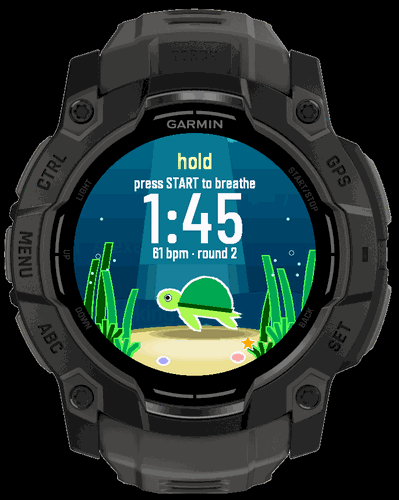 GARMIN
CTRL
LIGHT
GPS
START/STOP
hold
press START to breathe
1:45
61 bpm · round 2
MENU
UP
ABC
DOWN
BACK
SET